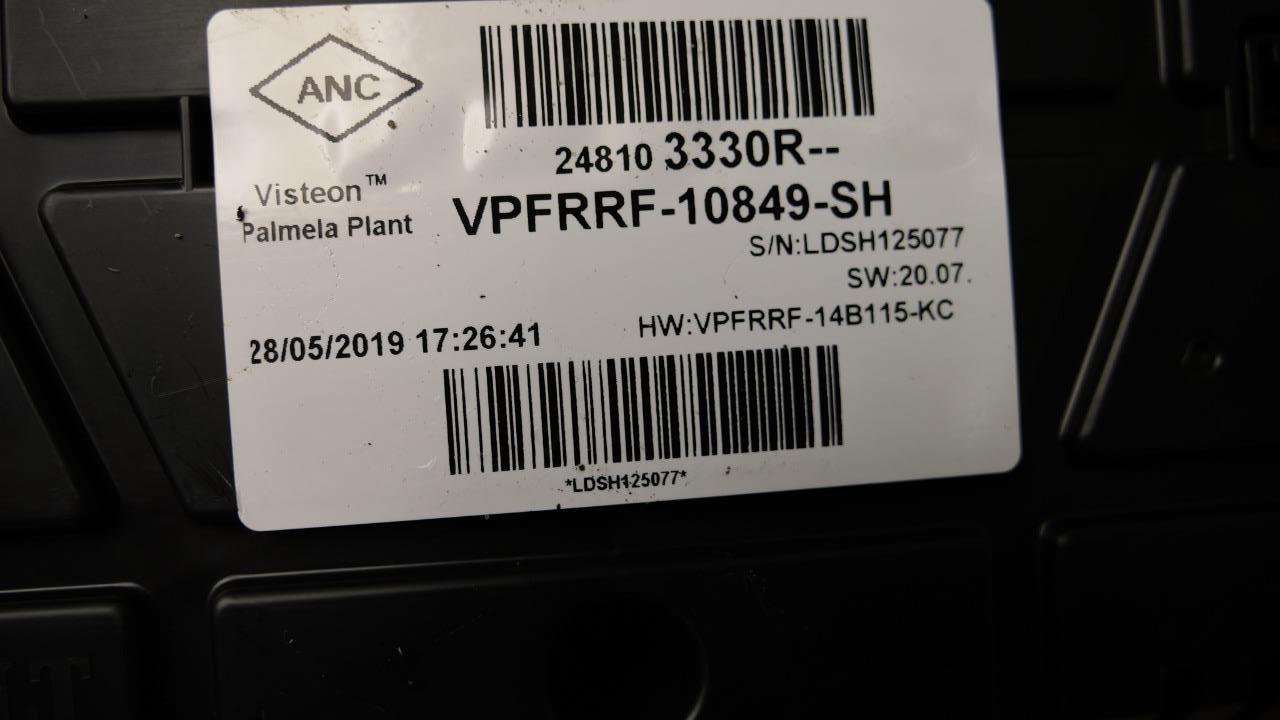 ANC
24810 3330R--
Visteon™
Palmela Plant
VPFRRF-10849-SH
S/N:LDSH125077
SW:20.07.
HW:VPFRRF-14B115-KC
28/05/2019 17:26:41
*LDSH125077*